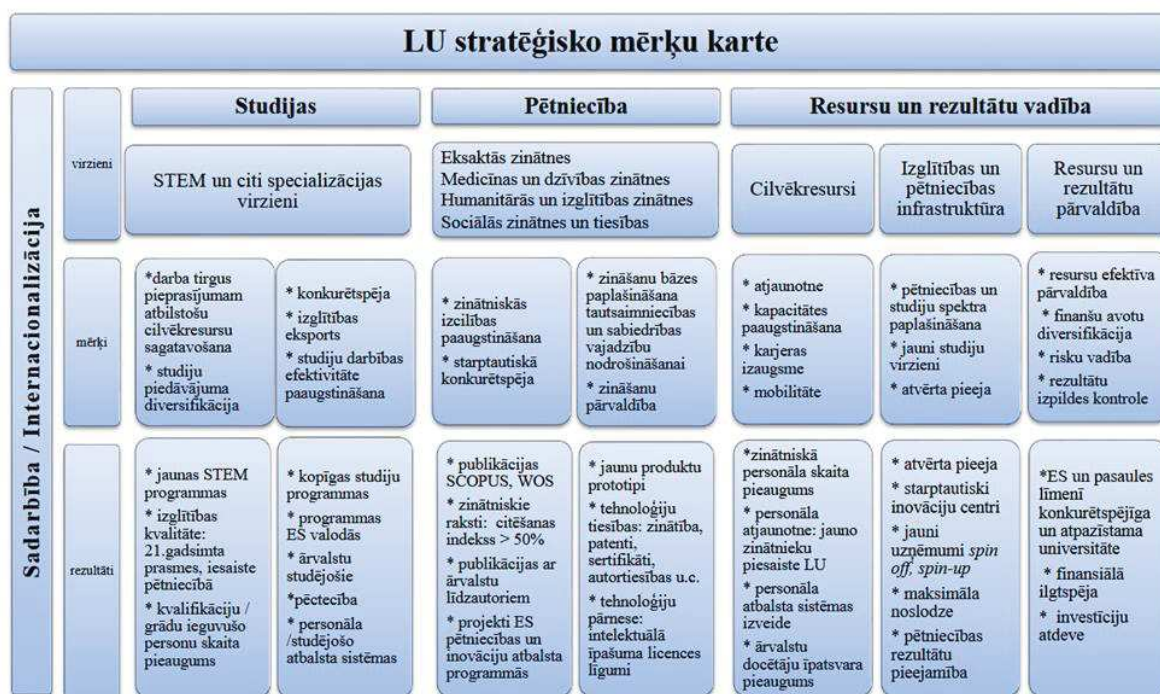 LU stratēģisko mērķu karte
Sadarbība / Internacionalizācija
virzieni
Studijas
Pētniecība
Resursu un rezultātu vadība
STEM un citi specializācijas
virzieni
Eksaktās zinātnes
Medicīnas un dzīvības zinātnes
Humanitārās un izglītības zinātnes
Sociālās zinātnes un tiesības
Cilvēkresursi
Izglītības un
pētniecības
infrastruktūra
Resursu un
rezultātu
pārvaldība
mērķi
*darba tirgus
pieprasījumam
atbilstošu
cilvēkresursu
sagatavošana
* studiju
piedāvājuma
diversifikācija
* konkurētspēja
* izglītības
eksports
* studiju darbības
efektivitāte
paaugstināšana
* zinātniskās
izcilības
paaugstināšana
* starptautiskā
konkurētspēja
* zināšanu bāzes
paplašināšana
tautsaimniecības
un sabiedrības
vajadzību
nodrošināšanai
* zināšanu
pārvaldība
* atjaunotne
* kapacitātes
paaugstināšana
* karjeras
izaugsme
* mobilitāte
* pētniecības un
studiju spektra
paplašināšana
* jauni studiju
virzieni
* atvērta pieeja
* resursu efektīva
pārvaldība
* finanšu avotu
diversifikācija
* risku vadība
* rezultātu
izpildes kontrole
rezultāti
* jaunas STEM
programmas
* izglītības
kvalitāte:
21.gadsimta
prasmes, iesaiste
pētniecībā
* kvalifikāciju /
grādu ieguvušo
personu skaita
pieaugums
* kopīgas studiju
programmas
* programmas
ES valodās
* ārvalstu
studējošie
*pēctecība
* personāla
/studējošo
atbalsta sistēmas
* publikācijas
SCOPUS, WOS
* zinātniskie
raksti: citēšanas
indekss > 50%
* publikācijas ar
ārvalstu
līdzautoriem
* projekti ES
pētniecības un
inovāciju atbalsta
programmās
* jaunu produktu
prototipi
* tehnoloģiju
tiesības: zinātība,
patenti,
sertifikāti,
autortiesības u.c.
* tehnoloģiju
pārnese:
intelektuālā
īpašuma licences
līgumi
*zinātniskā
personāla skaita
pieaugums
* personāla
atjaunotne: jauno
zinātnieku
piesaiste LU
* personāla
atbalsta sistēmas
izveide
* ārvalstu
docētāju īpatsvara
pieaugums
* atvērta pieeja
* starptautiski
inovāciju centri
* jauni
uzņēmumi spin
off, spin-up
* maksimāla
noslodze
* pētniecības
rezultātu
pieejamība
*ES un pasaules
līmenī
konkurētspējīga
un atpazīstama
universitāte
* finansiālā
ilgtspēja
* investīciju
atdeve